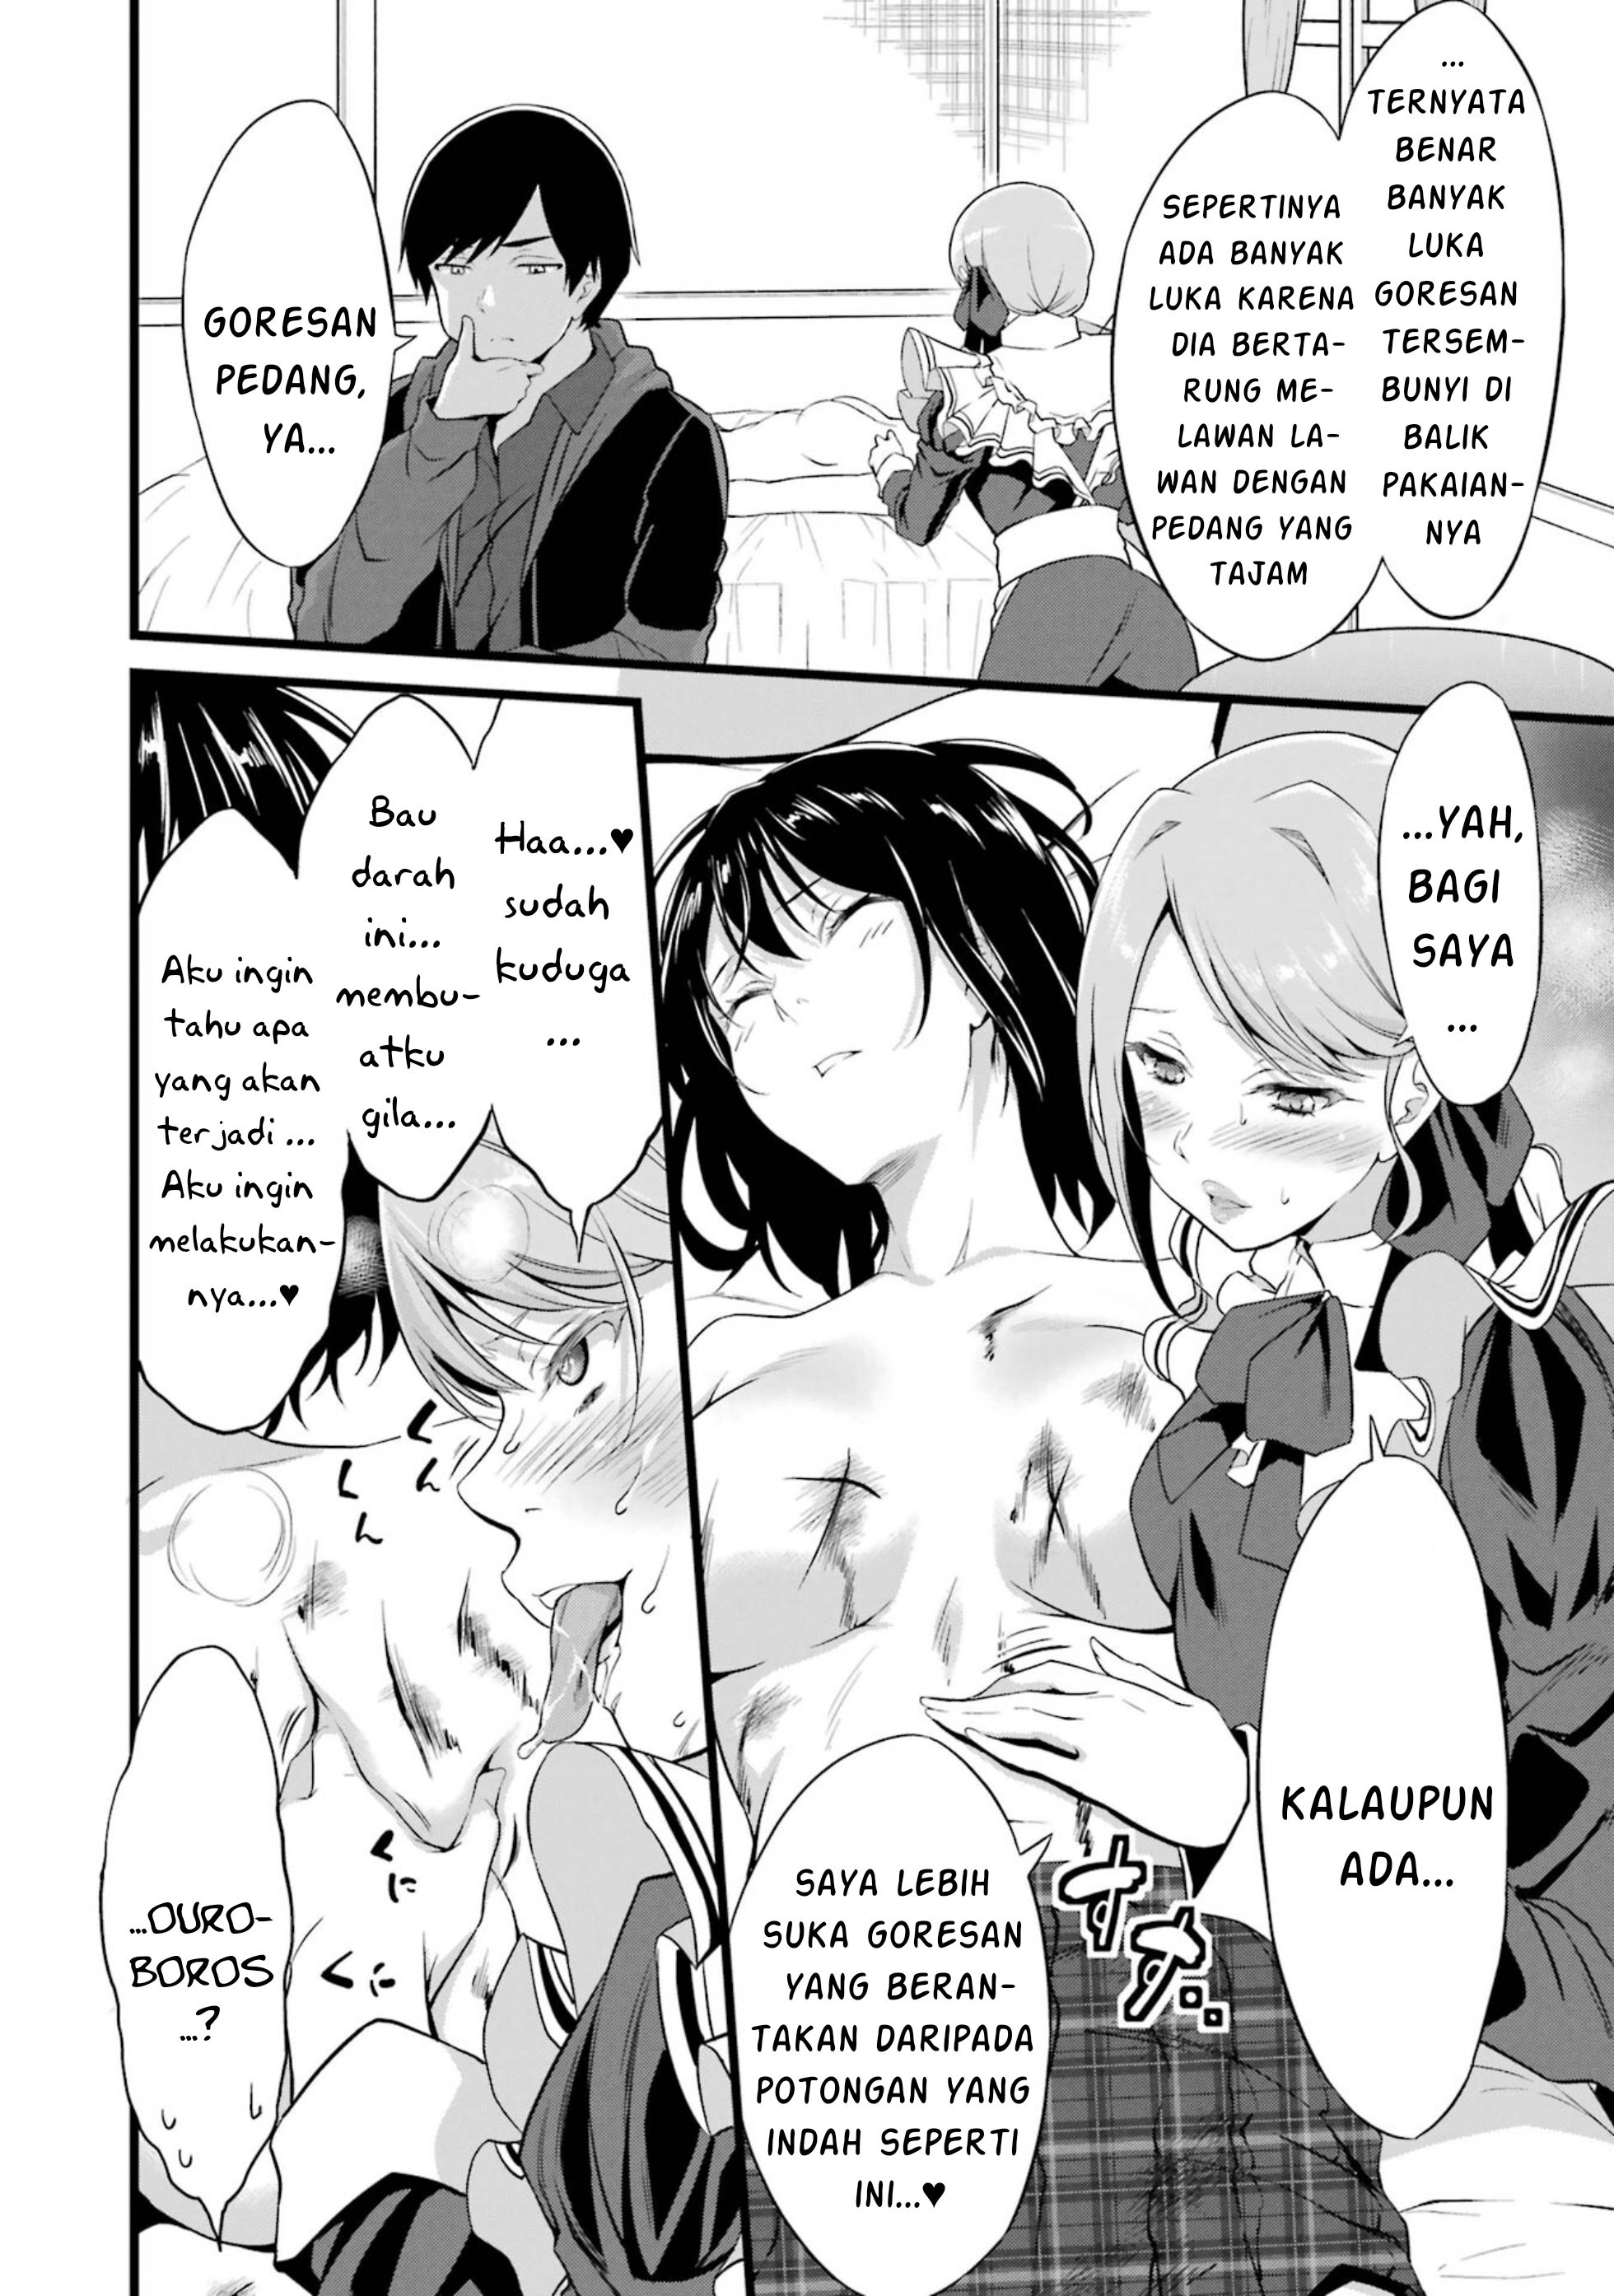 ...
TERNYATA
BENAR
BANYAK
LUKA
GORESAN
TERSEM-
BUNYI DI
BALIK
PAKAIAN-
NYA
SEPERTINYA
ADA BANYAK
LUKA KARENA
DIA BERTA-
RUNG ME-
LAWAN LA-
WAN DENGAN
PEDANG YANG
TAJAM
GORESAN
PEDANG,
YA...
...YAH,
BAGI
SAYA
...
KALAUPUN
ADA...
SAYA LEBIH
SUKA GORESAN
YANG BERAN-
TAKAN DARIPADA
POTONGAN YANG
INDAH SEPERTI
INI...♥
すす..
Haa...♥
sudah
kuduga
...
Bau
darah
ini...
membu-
atku
gila...
Aku ingin
tahu apa
yang akan
terjadi ...
Aku ingin
melakukan-
nya...♥
くん
くん
くん
くに
くに
...OURO-
BOROS
...?